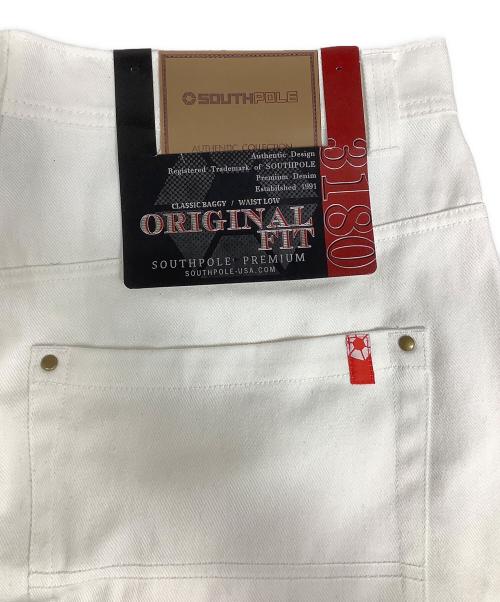 SOUTHPOLE
AUTHENTIC COLLECTION
Authentic Design
Registered Trademark of SOUTHPOLE
Premium Denim
Established 1991
CLASSIC BAGGY / WAIST LOW
ORIGINAL
FIT
SOUTHPOLE® PREMIUM
SOUTHPOLE-USA.COM
3180